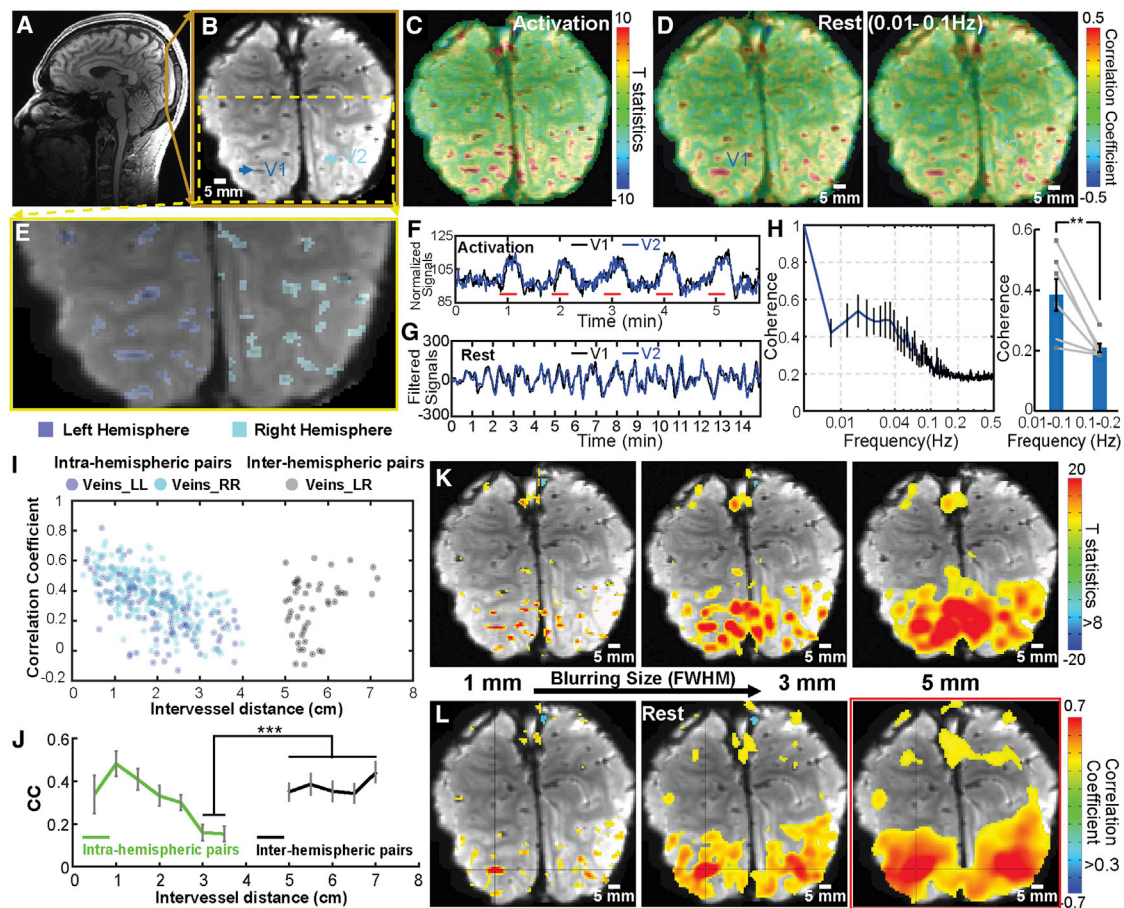 A
B
V1
V2
5 mm
C
Activation
10
T statistics
-10
D
Rest (0.01- 0.1Hz)
V1
V2
5 mm
0.5
Correlation Coefficient
-0.5
E
Left Hemisphere
Right Hemisphere
F
Activation
V1 V2
Normalized Signals
125
105
85
0 1 2 3 4 5
Time (min)
G
Rest
V1 V2
Filtered Signals
300
0
-300
0 1 2 3 4 5 6 7 8 9 10 11 12 13 14
Time (min)
H
Coherence
1
0.8
0.6
0.4
0.2
0
0.01 0.04 0.1 0.2 0.5
Frequency(Hz)
Coherence
0.6
0.4
0.2
0
**
0.01-0.1 0.1-0.2
Frequency (Hz)
I
Intra-hemispheric pairs Inter-hemispheric pairs
Veins_LL Veins_RR Veins_LR
Correlation Coefficient
1
0.8
0.6
0.4
0.2
0
-0.2
0 1 2 3 4 5 6 7 8
Intervessel distance (cm)
J
CC
0.6
0.4
0.2
0
***
Intra-hemispheric pairs
Inter-hemispheric pairs
0 1 2 3 4 5 6 7 8
Intervessel distance (cm)
K
5 mm
5 mm
5 mm
20
T statistics
>8
-20
1 mm Blurring Size (FWHM) 3 mm 5 mm
L
Rest
5 mm
5 mm
5 mm
0.7
Correlation Coefficient
>0.3
-0.7